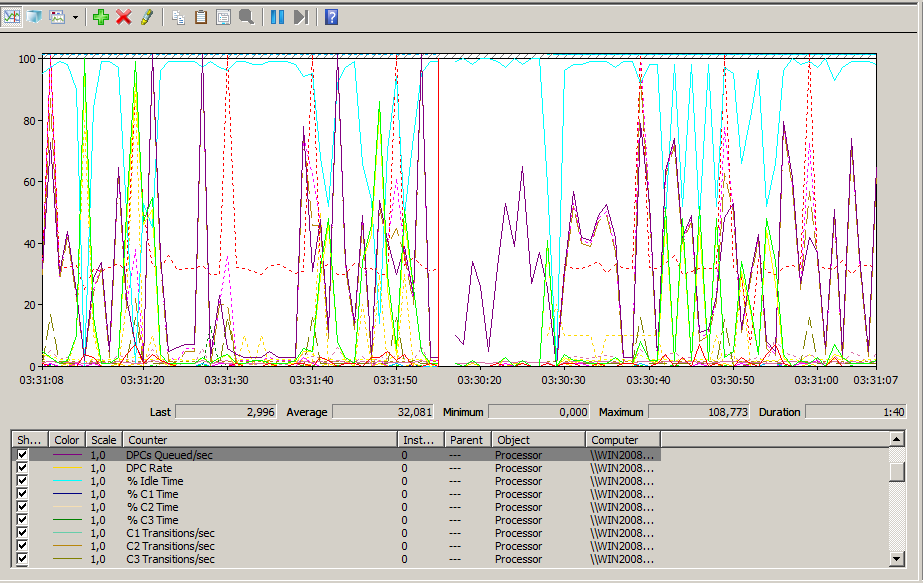 100
80
60
40
20
0
03:31:08 03:31:20 03:31:30 03:31:40 03:31:50 03:30:20 03:30:30 03:30:40 03:30:50 03:31:00 03:31:07
Last 2,996 Average 32,081 Minimum 0,000 Maximum 108,773 Duration 1:40
Sh... Color Scale Counter Inst... Parent Object Computer
1,0 DPCs Queued/sec 0 --- Processor \\WIN2008...
1,0 DPC Rate 0 --- Processor \\WIN2008...
1,0 % Idle Time 0 --- Processor \\WIN2008...
1,0 % C1 Time 0 --- Processor \\WIN2008...
1,0 % C2 Time 0 --- Processor \\WIN2008...
1,0 % C3 Time 0 --- Processor \\WIN2008...
1,0 C1 Transitions/sec 0 --- Processor \\WIN2008...
1,0 C2 Transitions/sec 0 --- Processor \\WIN2008...
1,0 C3 Transitions/sec 0 --- Processor \\WIN2008...